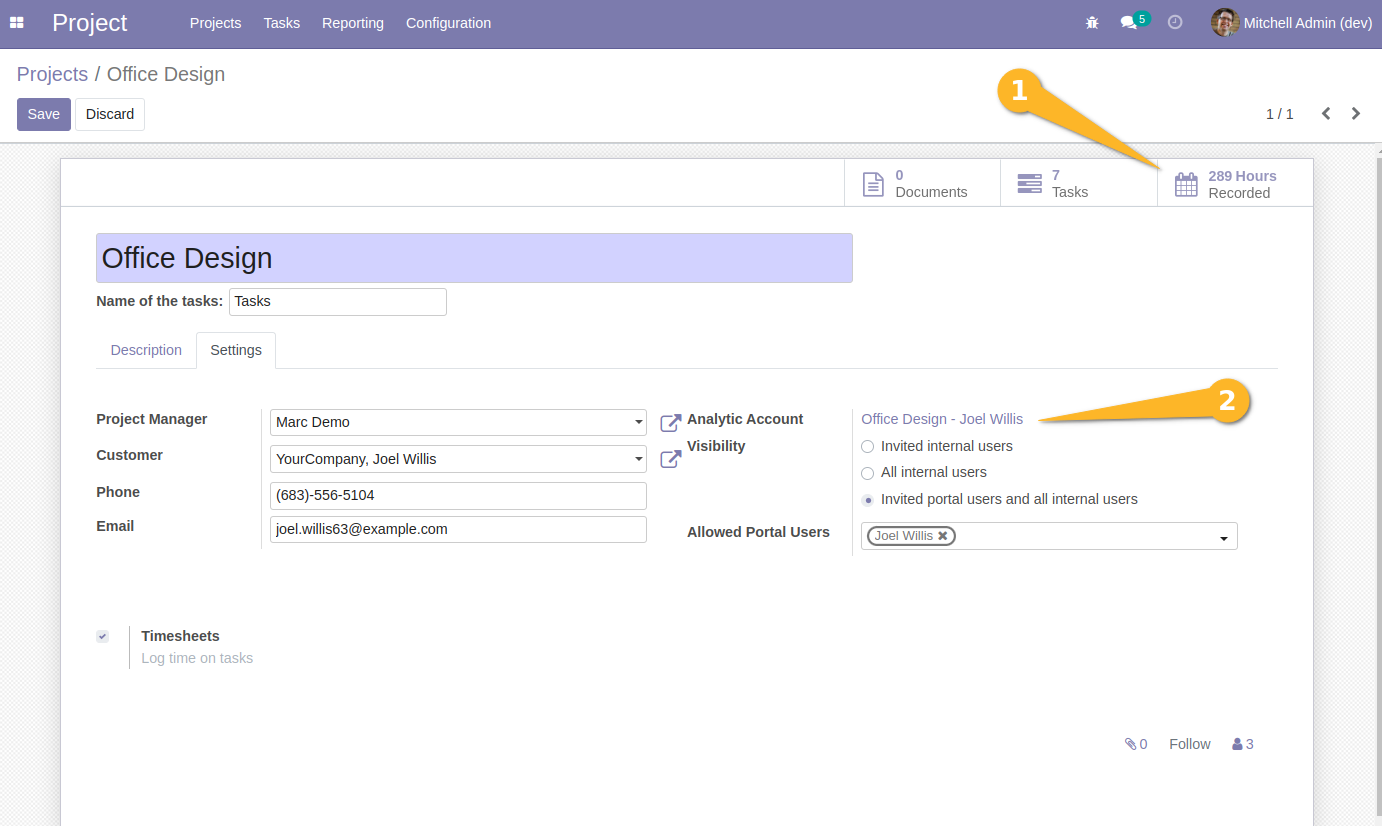 Project Projects Tasks Reporting Configuration 5 Mitchell Admin (dev)
Projects / Office Design
1
Save Discard 1 / 1
0 Documents
7 Tasks
289 Hours Recorded
Office Design
Name of the tasks: Tasks
Description Settings
2
Project Manager Marc Demo
Customer YourCompany, Joel Willis
Phone (683)-556-5104
Email joel.willis63@example.com
Analytic Account Office Design - Joel Willis
Visibility Invited internal users
All internal users
Invited portal users and all internal users
Allowed Portal Users Joel Willis ✖
Timesheets
Log time on tasks
0 Follow 3